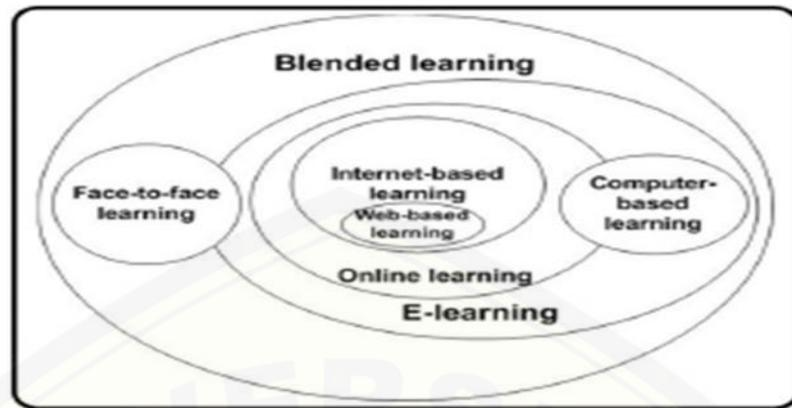 Blended learning
Internet-based
learning
Face-to-face
learning
Computer-
based
learning
Web-based
learning
Online learning
E-learning